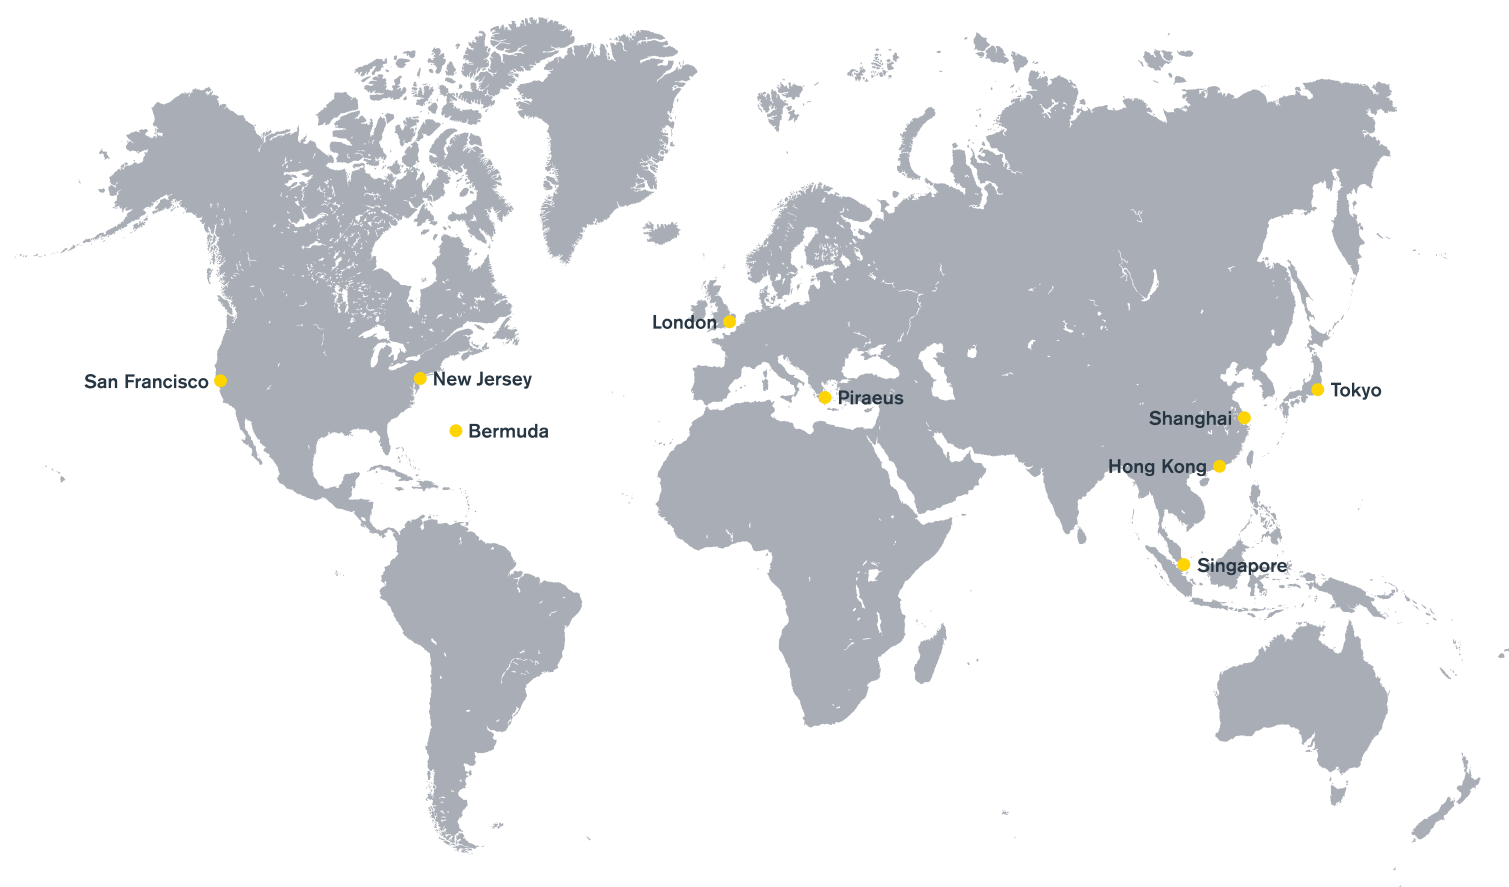 London
San Francisco
New Jersey
Piraeus
Tokyo
Shanghai
Bermuda
Hong Kong
Singapore